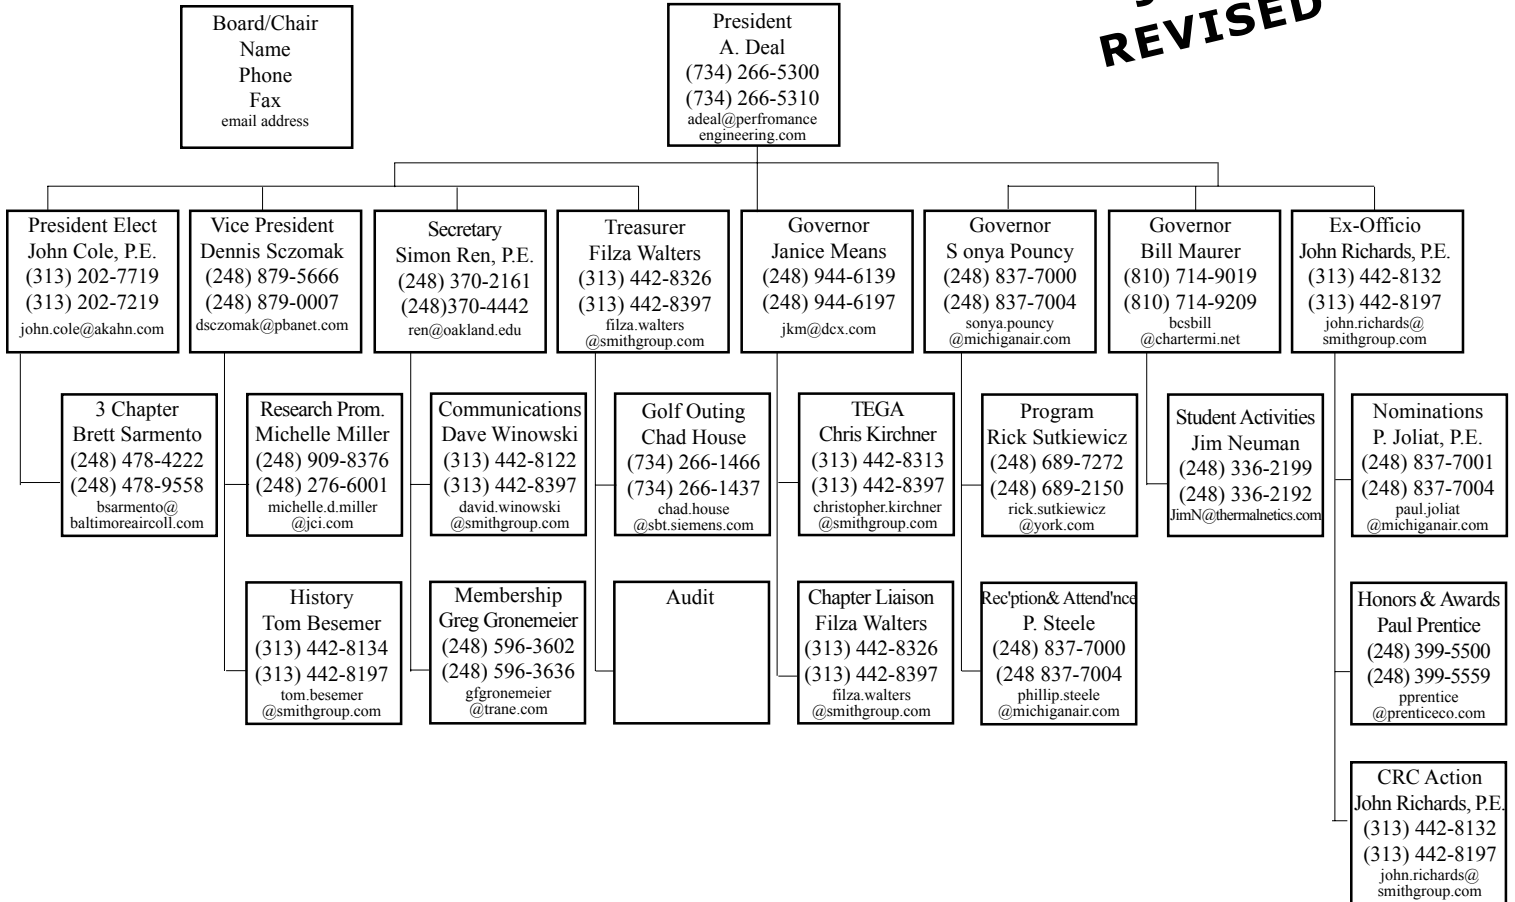 Board/Chair
Name
Phone
Fax
email address
President
A. Deal
(734) 266-5300
(734) 266-5310
adeal@perfromance
engineering.com
REVISED
President Elect
John Cole, P.E.
(313) 202-7719
(313) 202-7219
john.cole@akahn.com
Vice President
Dennis Sczomak
(248) 879-5666
(248) 879-0007
dsczomak@pbanet.com
Secretary
Simon Ren, P.E.
(248) 370-2161
(248)370-4442
ren@oakland.edu
Treasurer
Filza Walters
(313) 442-8326
(313) 442-8397
filza.walters
@smithgroup.com
Governor
Janice Means
(248) 944-6139
(248) 944-6197
jkm@dcx.com
Governor
S onya Pouncy
(248) 837-7000
(248) 837-7004
sonya.pouncy
@michiganair.com
Governor
Bill Maurer
(810) 714-9019
(810) 714-9209
bcsbill
@chartermi.net
Ex-Officio
John Richards, P.E.
(313) 442-8132
(313) 442-8197
john.richards@
smithgroup.com
3 Chapter
Brett Sarmento
(248) 478-4222
(248) 478-9558
bsarmento@
baltimoreaircoll.com
Research Prom.
Michelle Miller
(248) 909-8376
(248) 276-6001
michelle.d.miller
@jci.com
Communications
Dave Winowski
(313) 442-8122
(313) 442-8397
david.winowski
@smithgroup.com
Golf Outing
Chad House
(734) 266-1466
(734) 266-1437
chad.house
@sbt.siemens.com
TEGA
Chris Kirchner
(313) 442-8313
(313) 442-8397
christopher.kirchner
@smithgroup.com
Program
Rick Sutkiewicz
(248) 689-7272
(248) 689-2150
rick.sutkiewicz
@york.com
Student Activities
Jim Neuman
(248) 336-2199
(248) 336-2192
JimN@thermalnetics.com
Nominations
P. Joliat, P.E.
(248) 837-7001
(248) 837-7004
paul.joliat
@michiganair.com
History
Tom Besemer
(313) 442-8134
(313) 442-8197
tom.besemer
@smithgroup.com
Membership
Greg Gronemeier
(248) 596-3602
(248) 596-3636
gfgronemeier
@trane.com
Audit
Chapter Liaison
Filza Walters
(313) 442-8326
(313) 442-8397
filza.walters
@smithgroup.com
Rec'ption& Attend'nce
P. Steele
(248) 837-7000
(248 837-7004
phillip.steele
@michiganair.com
Honors & Awards
Paul Prentice
(248) 399-5500
(248) 399-5559
pprentice
@prenticeco.com
CRC Action
John Richards, P.E.
(313) 442-8132
(313) 442-8197
john.richards@
smithgroup.com